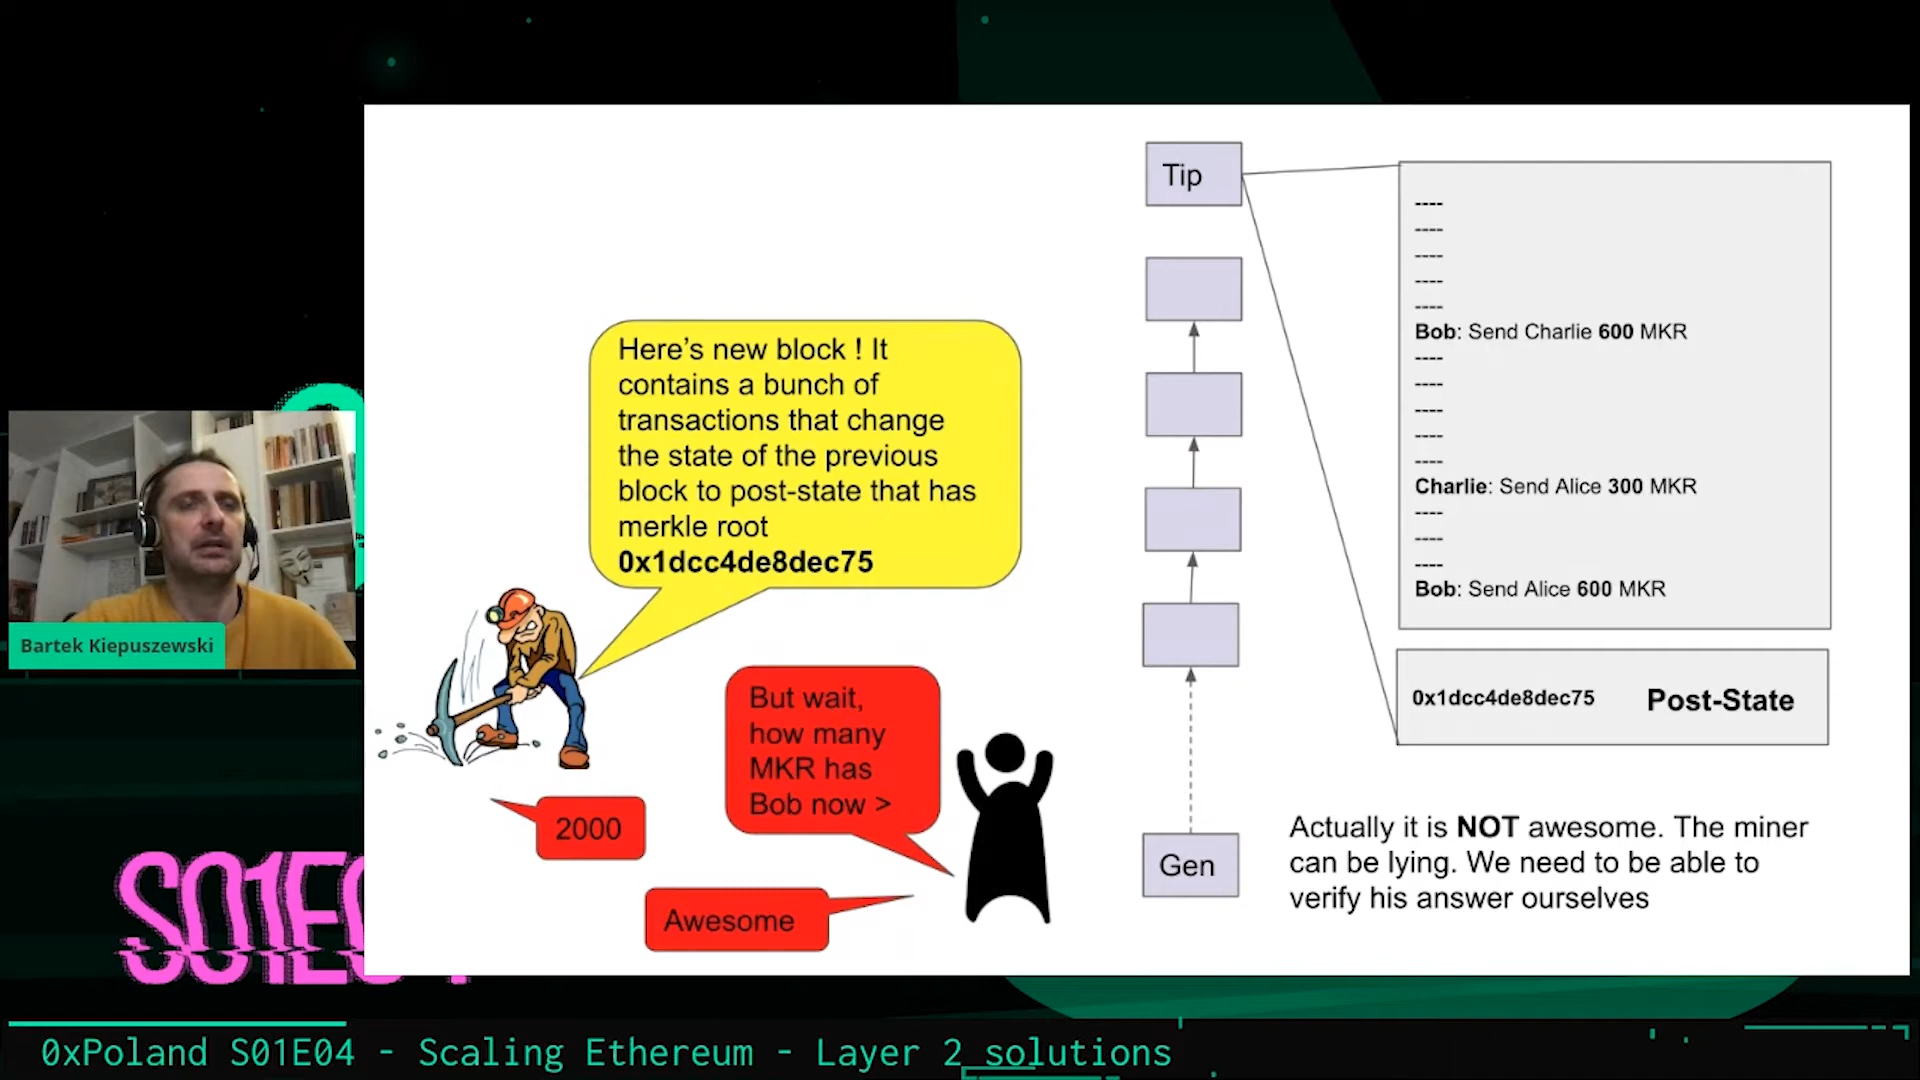 Tip
----
----
----
----
----
Bob: Send Charlie 600 MKR
----
----
----
----
----
Charlie: Send Alice 300 MKR
----
----
----
Bob: Send Alice 600 MKR
0x1dcc4de8dec75 Post-State
Here's new block ! It
contains a bunch of
transactions that change
the state of the previous
block to post-state that has
merkle root
0x1dcc4de8dec75
But wait,
how many
MKR has
Bob now >
2000
Awesome
Gen
Actually it is NOT awesome. The miner
can be lying. We need to be able to
verify his answer ourselves
Bartek Kiepuszewski
0xPoland S01E04 - Scaling Ethereum - Layer 2 solutions